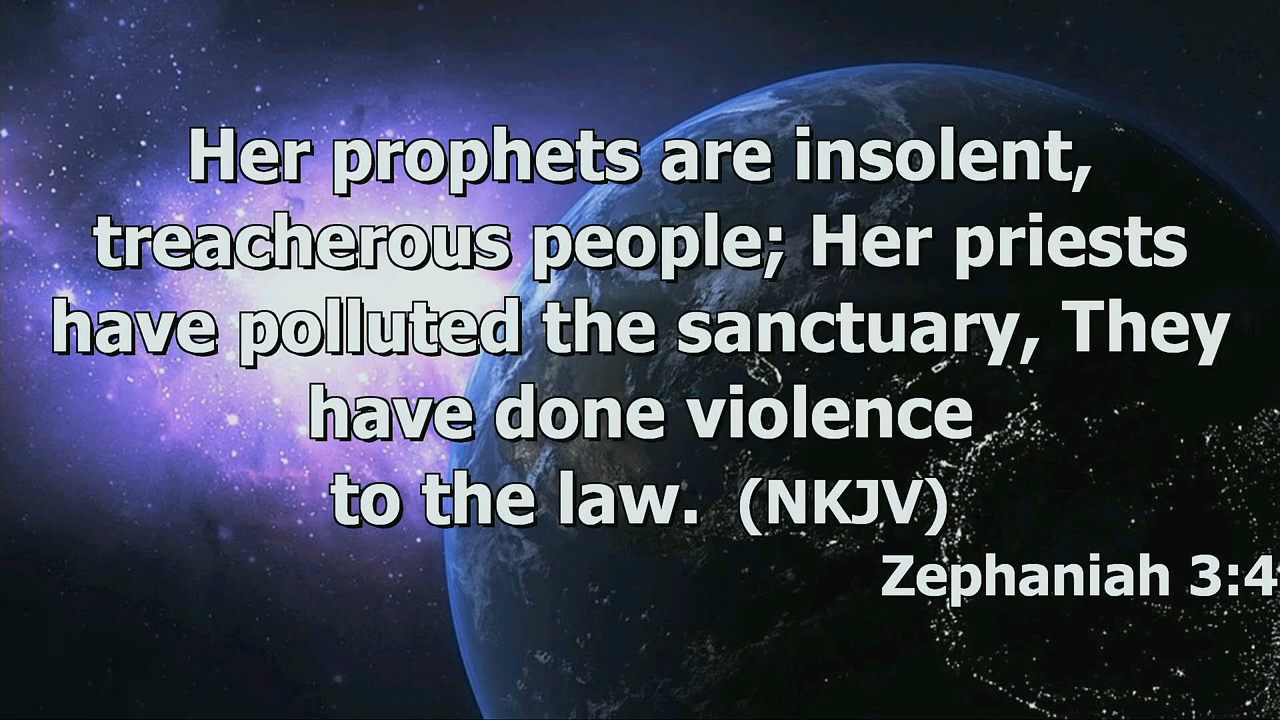 Her prophets are insolent,
treacherous people; Her priests
have polluted the sanctuary, They
have done violence
to the law. (NKJV)
Zephaniah 3:4